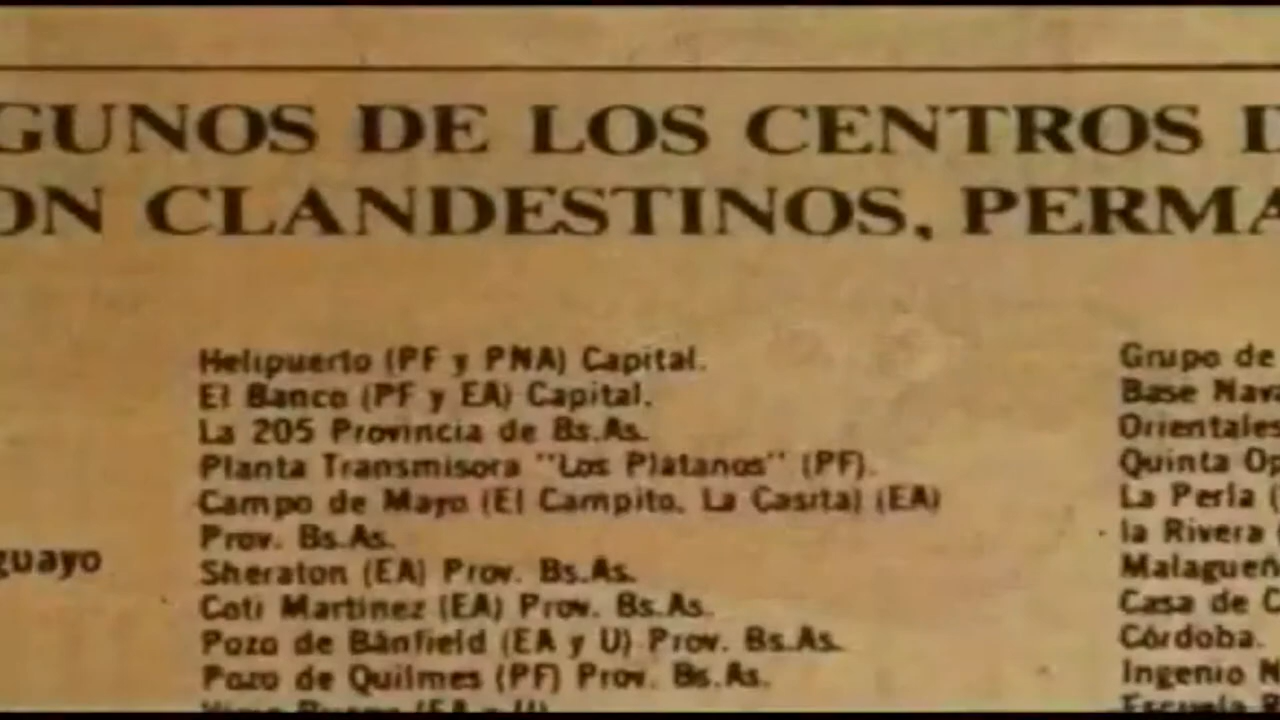 GUNOS DE LOS CENTROS D
ON CLANDESTINOS, PERMA
Helipuerto (PF y PNA) Capital.
El Banco (PF y EA) Capital.
La 205 Provincia de Bs.As.
Planta Transmisora "Los Platanos" (PF).
Campo de Mayo (El Campito, La Casita) (EA)
Prov. Bs.As.
Sheraton (EA) Prov. Bs.As.
Coti Martinez (EA) Prov. Bs.As.
Pozo de Bánfield (EA y U) Prov. Bs.As.
Pozo de Quilmes (PF) Prov. Bs.As.
guayo
Grupo de
Base Nava
Orientales
Quinta Op
La Perla (
la Rivera
Malagueñ
Casa de C
Córdoba.
Ingenio N